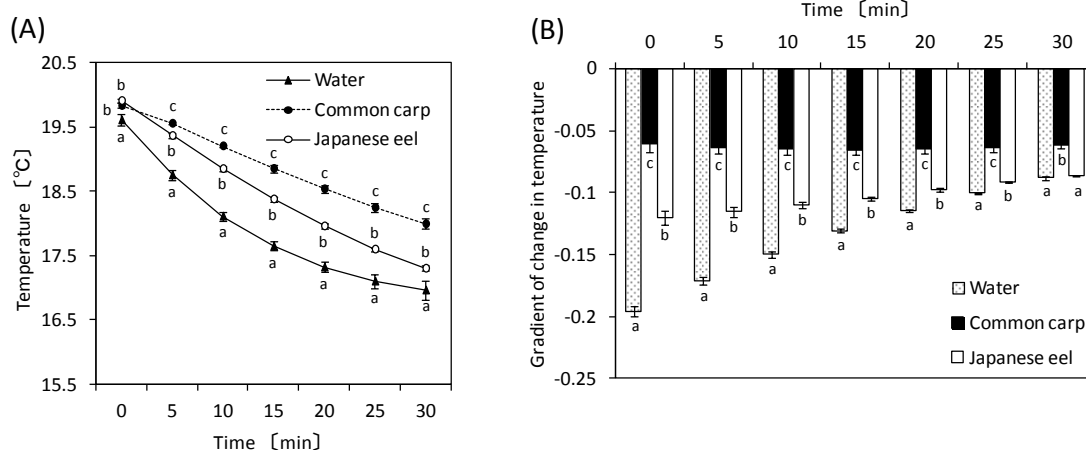 (A)
20.5
19.5
18.5
17.5
16.5
15.5
Temperature 〔℃〕
Water
Common carp
Japanese eel
b
b
a
c
b
a
c
b
a
c
b
a
c
b
a
c
b
a
c
b
a
0 5 10 15 20 25 30
Time 〔min〕
(B)
Time 〔min〕
0 5 10 15 20 25 30
0
-0.05
-0.1
-0.15
-0.2
-0.25
Gradient of change in temperature
a c b
a c b
a c b
a c b
a c b
a c b
a b a
Water
Common carp
Japanese eel